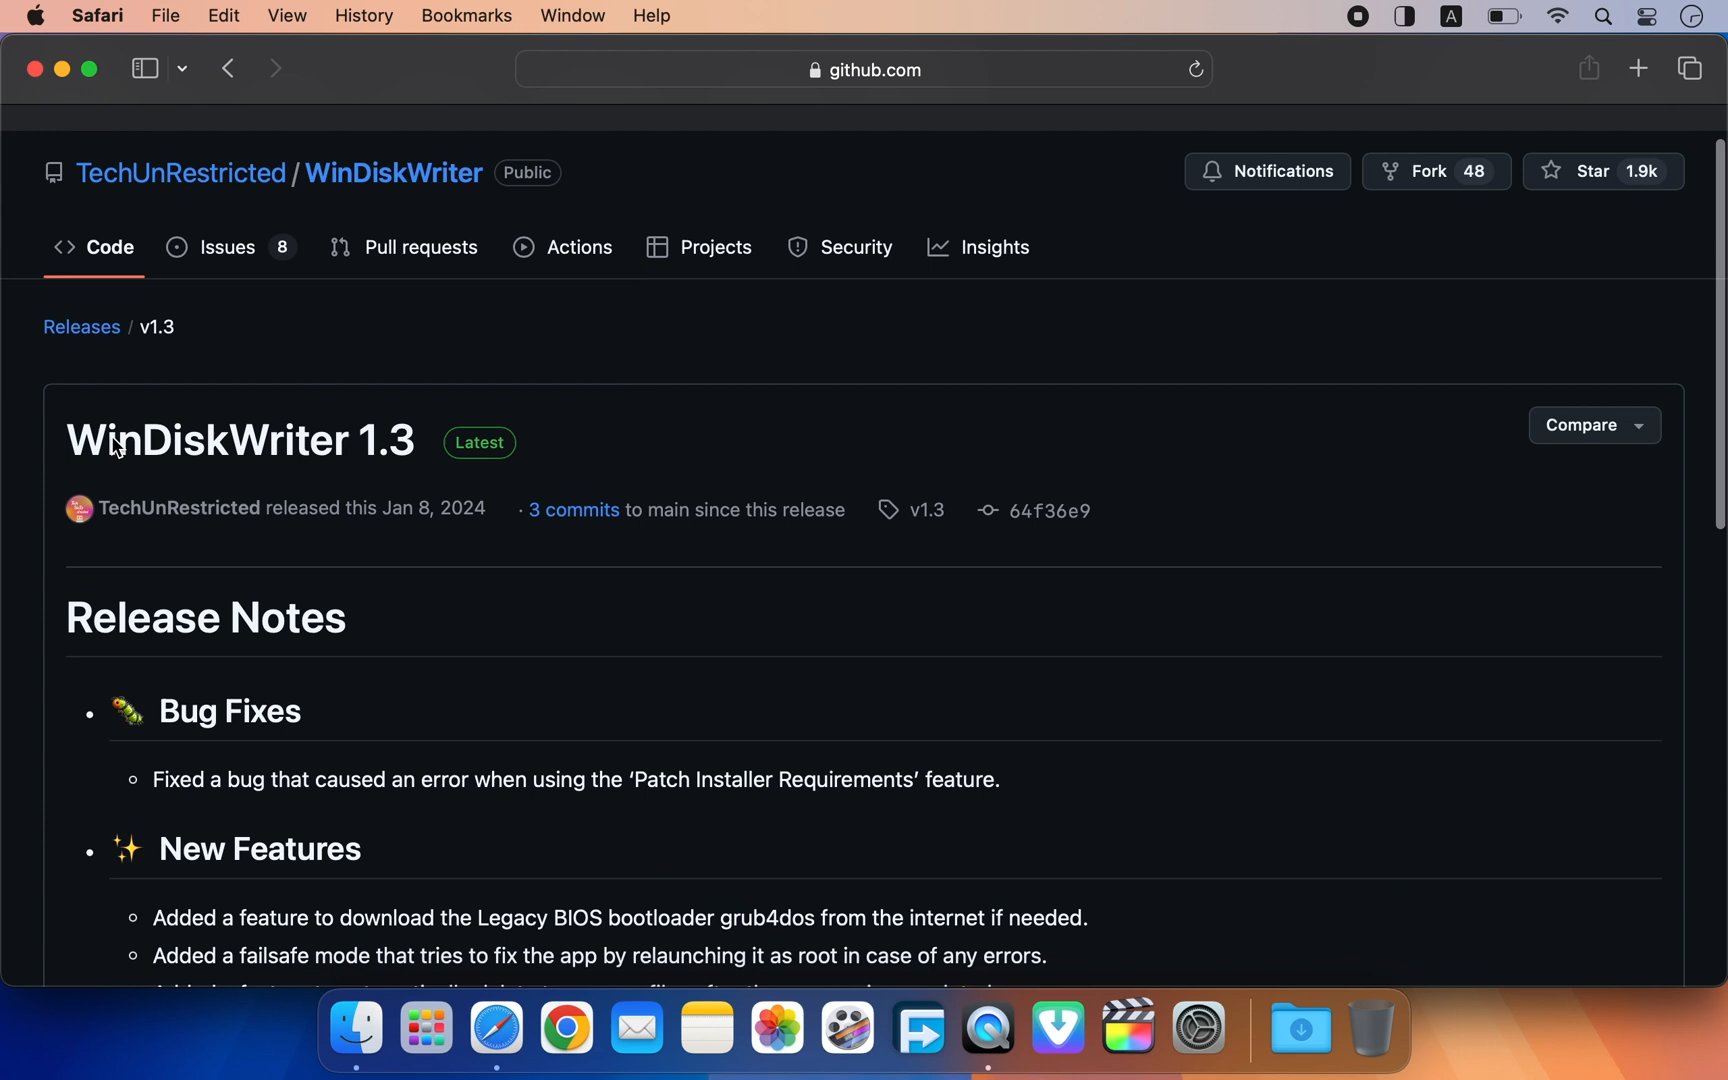 Safari File Edit View History Bookmarks Window Help A
github.com
TechUnRestricted / WinDiskWriter Public Notifications Fork 48 Star 1.9k
Code Issues 8 Pull requests Actions Projects Security Insights
Releases / v1.3
WinDiskWriter 1.3 Latest Compare
TechUnRestricted released this Jan 8, 2024 · 3 commits to main since this release v1.3 64f36e9
Release Notes
• 🐛 Bug Fixes
Fixed a bug that caused an error when using the ‘Patch Installer Requirements’ feature.
• ✨ New Features
Added a feature to download the Legacy BIOS bootloader grub4dos from the internet if needed.
Added a failsafe mode that tries to fix the app by relaunching it as root in case of any errors.